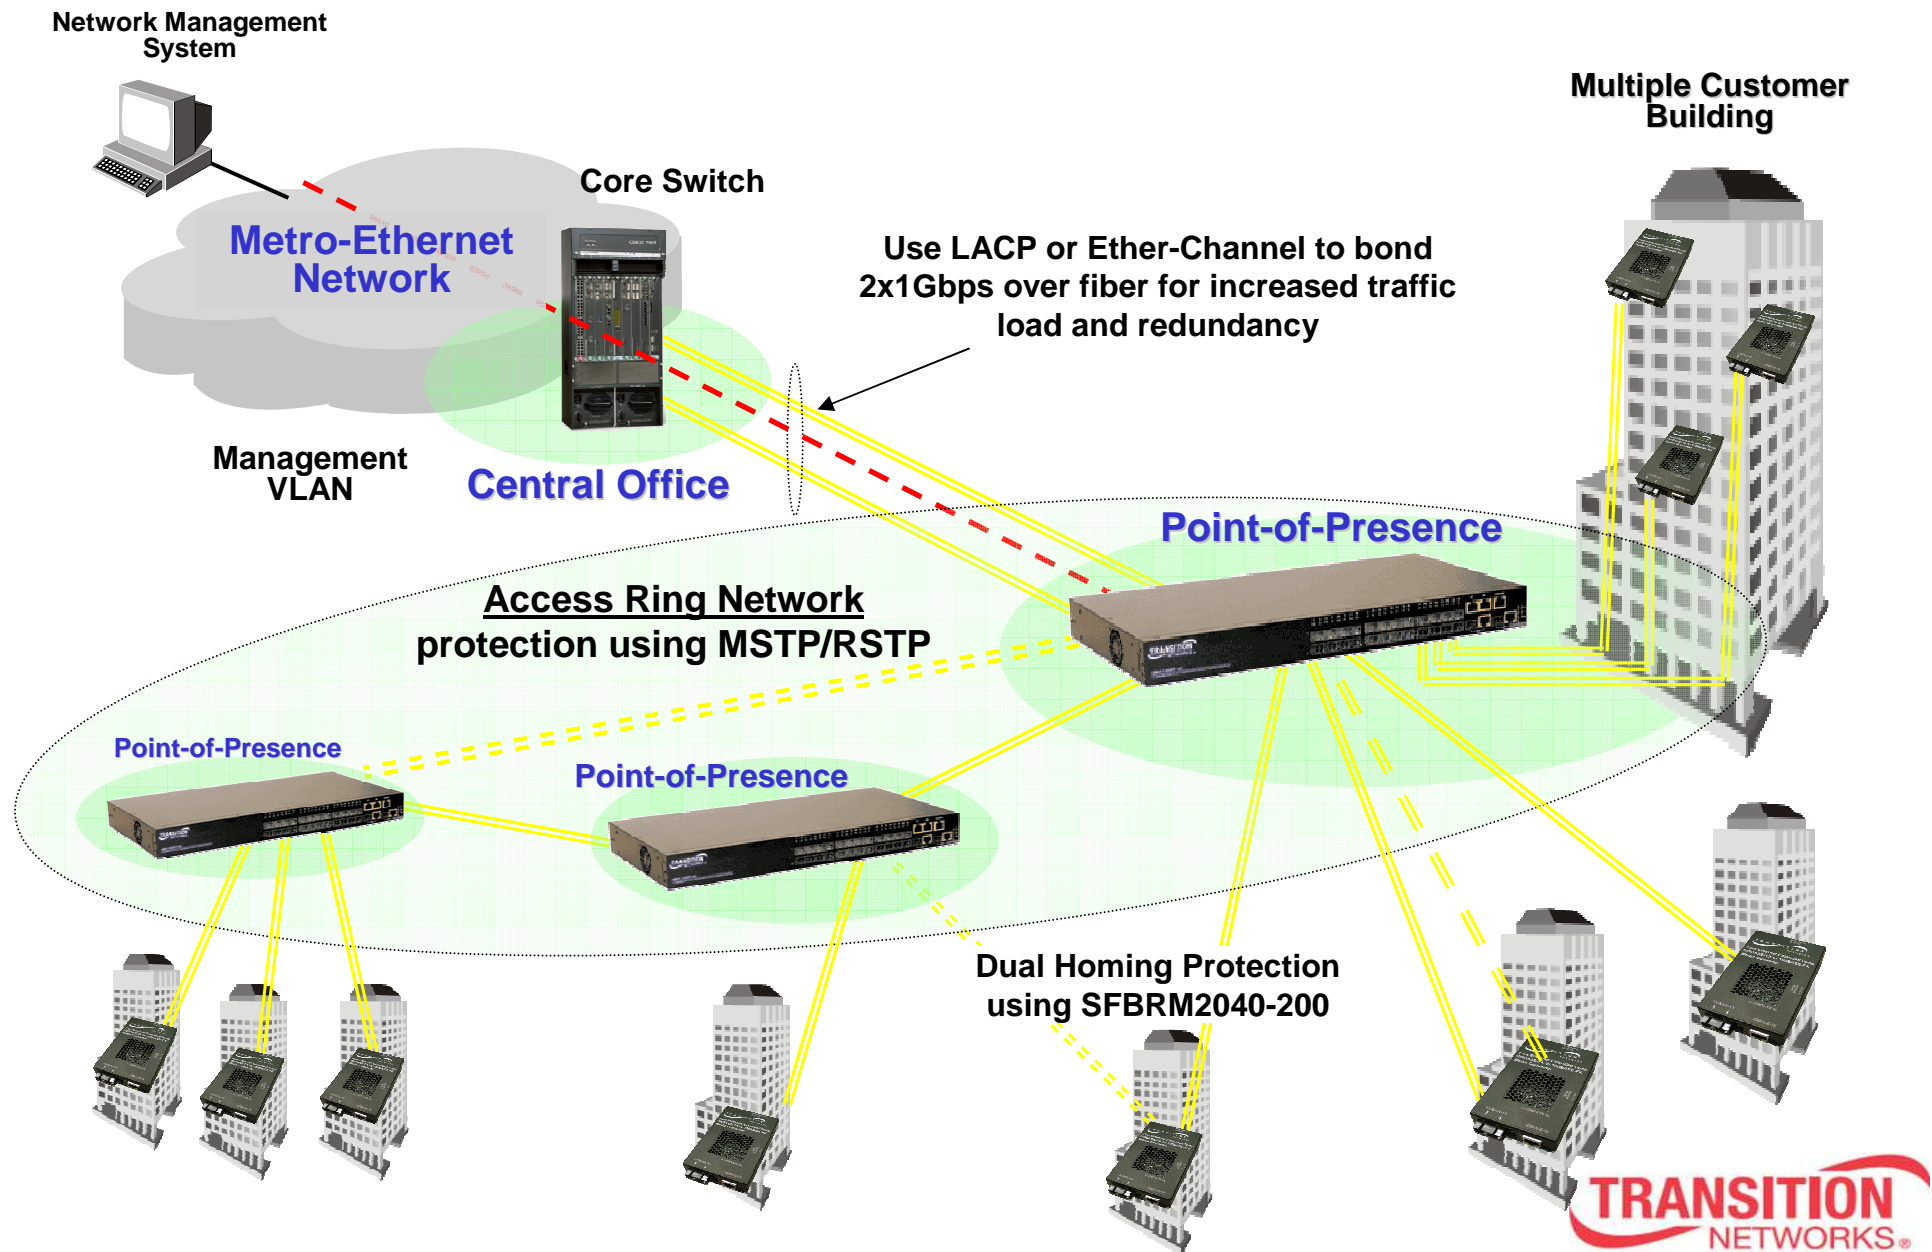 Network Management
System
Multiple Customer
Building
Core Switch
Metro-Ethernet
Network
Use LACP or Ether-Channel to bond
2x1Gbps over fiber for increased traffic
load and redundancy
Management
VLAN
Central Office
Point-of-Presence
Access Ring Network
protection using MSTP/RSTP
Point-of-Presence
Point-of-Presence
Dual Homing Protection
using SFBRM2040-200
TRANSITION
NETWORKS®